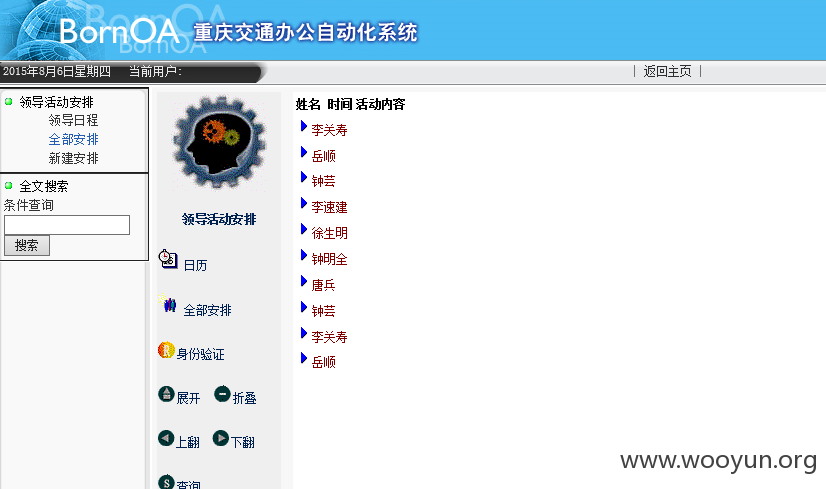 BornOA
BornOA 重庆交通办公自动化系统
BornOA
2015年8月6日星期四 当前用户:
| 返回主页 |
领导活动安排
领导日程
全部安排
新建安排
全文搜索
条件查询
搜索
领导活动安排
日历
全部安排
身份验证
展开 折叠
上翻 下翻
查询
姓名 时间 活动内容
李关寿
岳顺
钟芸
李速建
徐生明
钟明全
唐兵
钟芸
李关寿
岳顺
www.wooyun.org